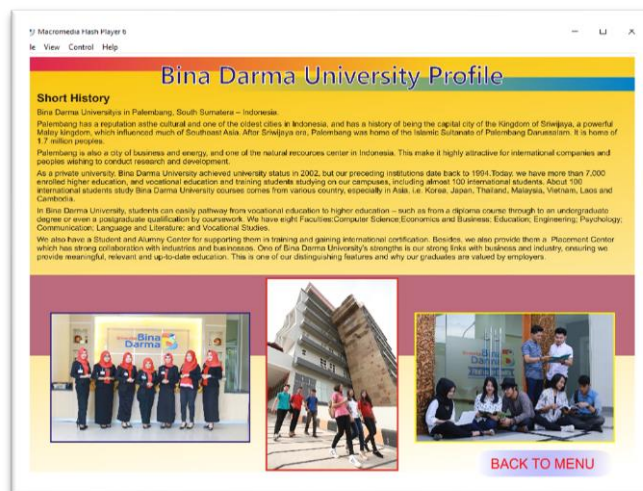 Macromedia Flash Player 6
le View Control Help
Bina Darma University Profile
Short History
Bina Darma Universityis in Palembang, South Sumatera – Indonesia.
Palembang has a reputation asthe cultural and one of the oldest cities in Indonesia, and has a history of being the capital city of the Kingdom of Sriwijaya, a powerful
Malay kingdom, which influenced much of Southeast Asia. After Sriwijaya era, Palembang was home of the Islamic Sultanate of Palembang Darussalam. It is home of
1.7 million peoples.
Palembang is also a city of business and energy, and one of the natural recources center in Indonesia. This make it highly attractive for international companies and
peoples wishing to conduct research and development.
As a private university, Bina Darma University achieved university status in 2002, but our preceding institutions date back to 1994.Today, we have more than 7,000
enrolled higher education, and vocational education and training students studying on our campuses, including almost 100 international students. About 100
international students study Bina Darma University courses comes from various country, especially in Asia, i.e. Korea, Japan, Thailand, Malaysia, Vietnam, Laos and
Cambodia.
In Bina Darma University, students can easily pathway from vocational education to higher education – such as from a diploma course through to an undergraduate
degree or even a postgraduate qualification by coursework. We have eight Faculties:Computer Science;Economics and Business; Education; Engineering; Psychology;
Communication; Language and Literature; and Vocational Studies.
We also have a Student and Alumny Center for supporting them in training and gaining international certification. Besides, we also provide them a. Placement Center
which has strong collaboration with industries and businesses. One of Bina Darma University's strengths is our strong links with business and industry, ensuring we
provide meaningful, relevant and up-to-date education. This is one of our distinguishing features and why our graduates are valued by employers.
Bina
Darma
Bina
Darma
BACK TO MENU